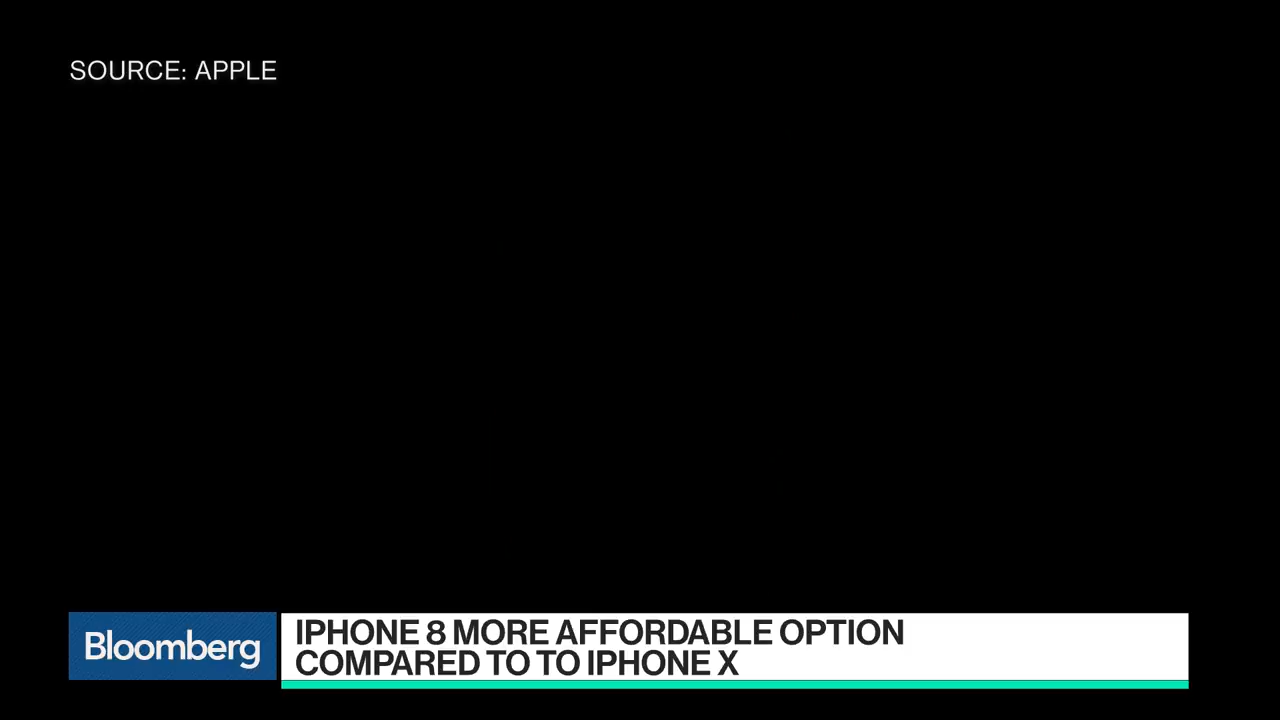 SOURCE: APPLE
Bloomberg
IPHONE 8 MORE AFFORDABLE OPTION
COMPARED TO TO IPHONE X